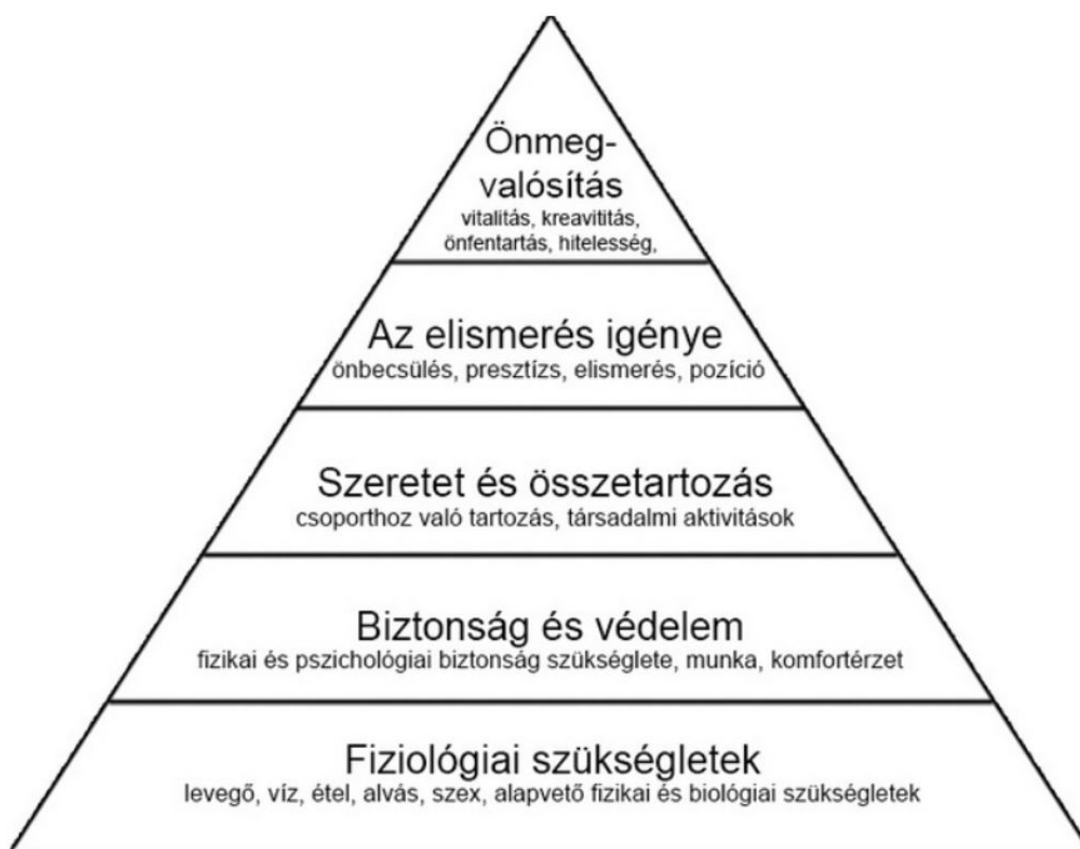 Önmeg-
valósítás
vitalitás, kreavititás,
önfentartás, hitelesség,
Az elismerés igénye
önbecsülés, presztízs, elismerés, pozíció
Szeretet és összetartozás
csoporthoz való tartozás, társadalmi aktivitások
Biztonság és védelem
fizikai és pszichológiai biztonság szükséglete, munka, komfortérzet
Fiziológiai szükségletek
levegő, víz, étel, alvás, szex, alapvető fizikai és biológiai szükségletek